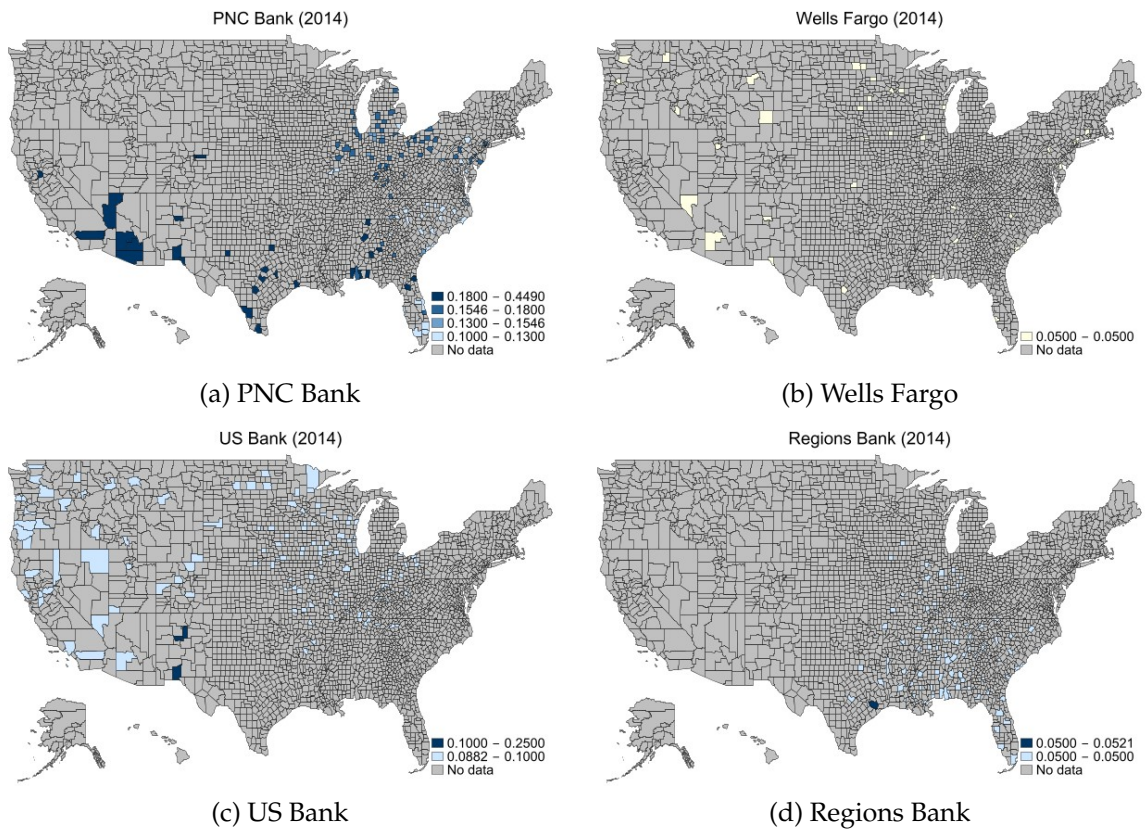 PNC Bank (2014)
0.1800 – 0.4490
0.1546 – 0.1800
0.1300 – 0.1546
0.1000 – 0.1300
No data
(a) PNC Bank
Wells Fargo (2014)
0.0500 – 0.0500
No data
(b) Wells Fargo
US Bank (2014)
0.1000 – 0.2500
0.0882 – 0.1000
No data
(c) US Bank
Regions Bank (2014)
0.0500 – 0.0521
0.0500 – 0.0500
No data
(d) Regions Bank